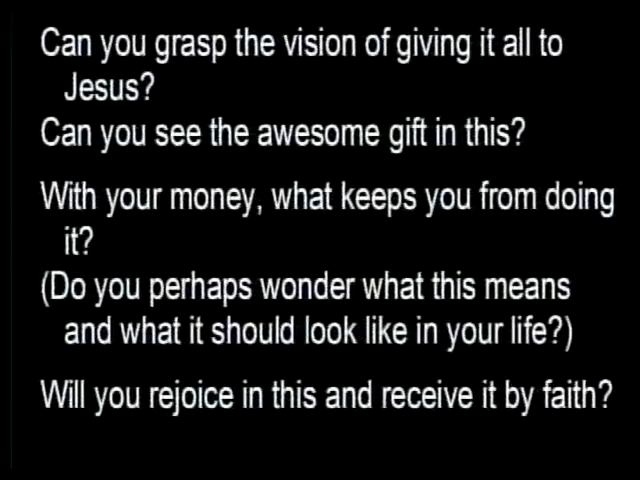 Can you grasp the vision of giving it all to
Jesus?
Can you see the awesome gift in this?
With your money, what keeps you from doing
it?
(Do you perhaps wonder what this means
and what it should look like in your life?)
Will you rejoice in this and receive it by faith?